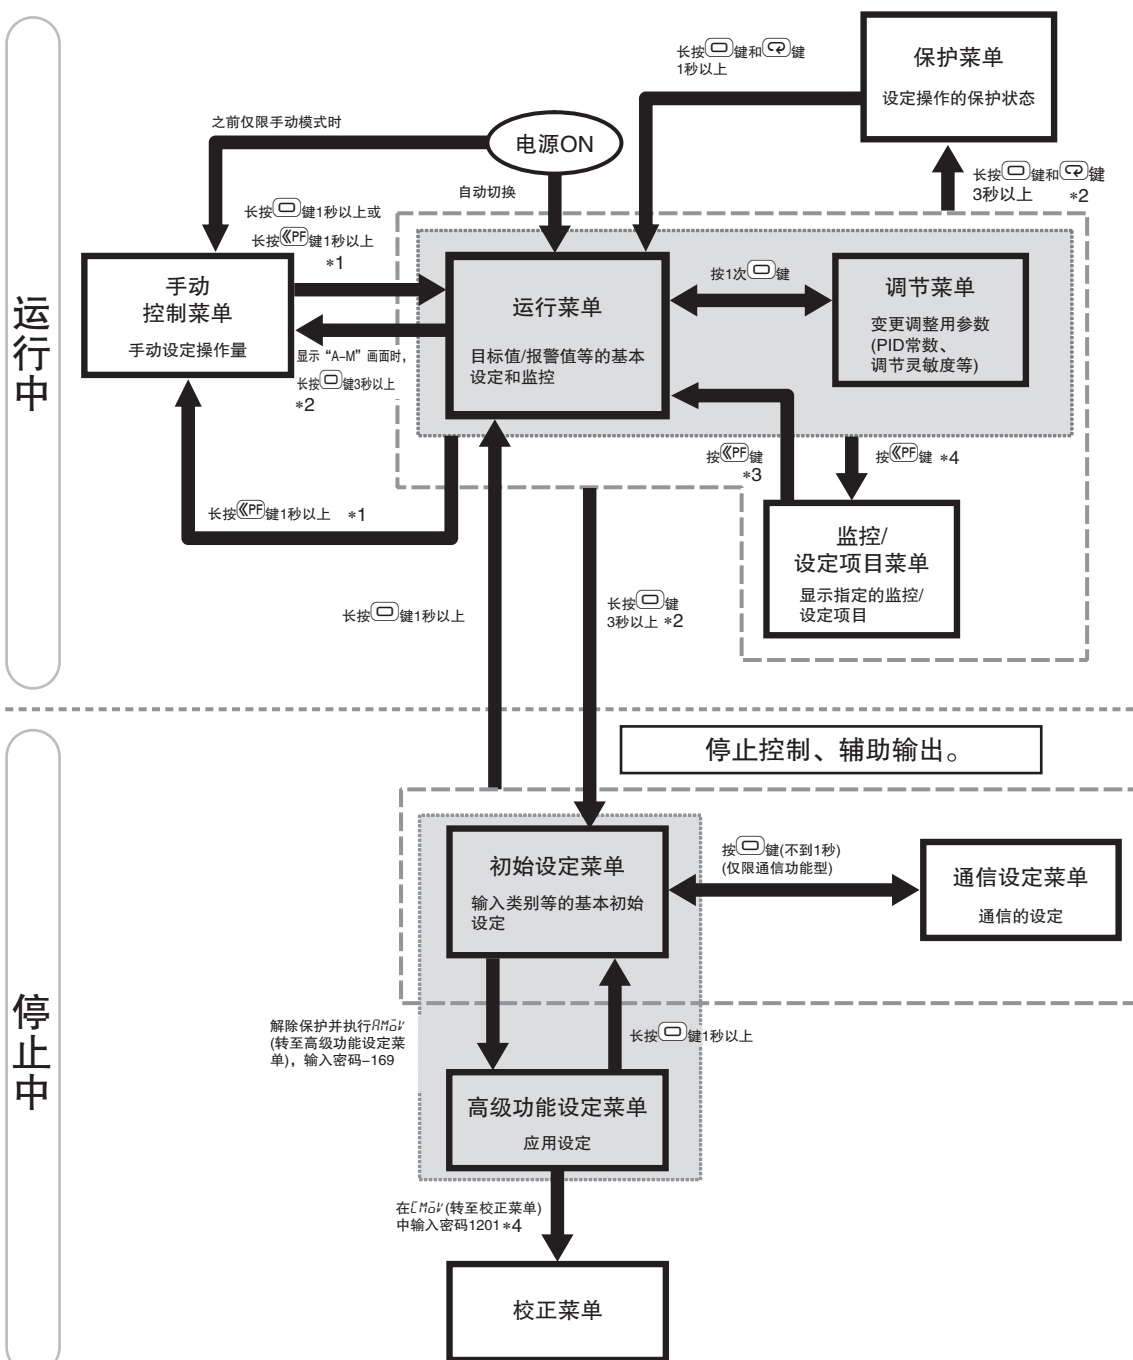 运行中
保护菜单
设定操作的保护状态
长按键和键
1秒以上
之前仅限手动模式时
电源ON
自动切换
长按键和键
3秒以上 *2
长按键1秒以上或
长按《PF键1秒以上
*1
手动
控制菜单
手动设定操作量
运行菜单
目标值/报警值等的基本
设定和监控
按1次键
调节菜单
变更调整用参数
(PID常数、
调节灵敏度等)
显示“A-M”画面时,
长按键3秒以上
*2
按《PF键
*3
按《PF键 *4
长按《PF键1秒以上 *1
监控/
设定项目菜单
显示指定的监控/
设定项目
长按键1秒以上
长按键
3秒以上 *2
停止中
停止控制、辅助输出。
初始设定菜单
输入类别等的基本初始
设定
按键(不到1秒)
(仅限通信功能型)
通信设定菜单
通信的设定
解除保护并执行AMoV
(转至高级功能设定菜
单)，输入密码-169
长按键1秒以上
高级功能设定菜单
应用设定
在CMoV(转至校正菜单)
中输入密码1201 *4
校正菜单